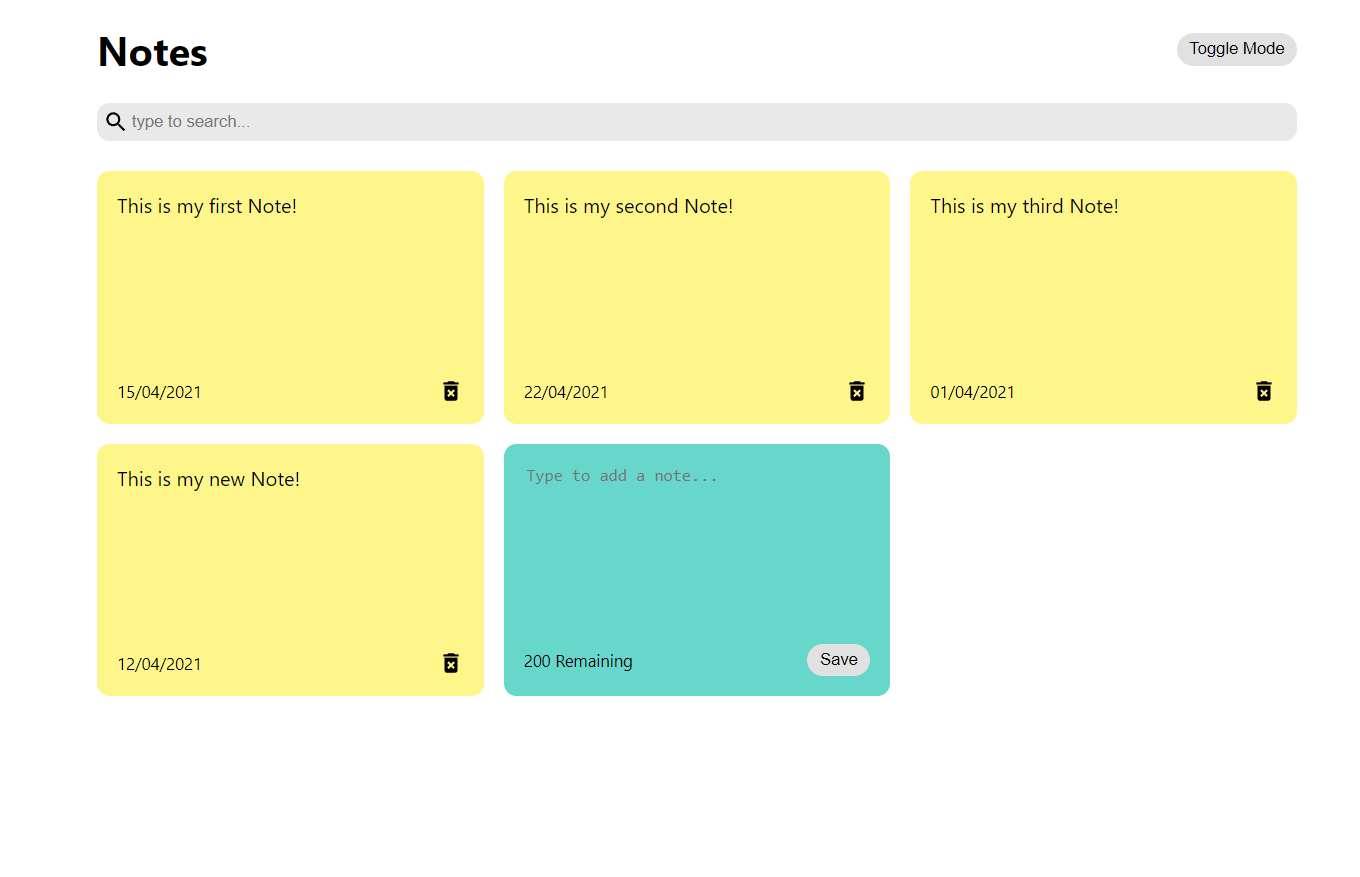 Notes
Toggle Mode
type to search...
This is my first Note!
This is my second Note!
This is my third Note!
15/04/2021
22/04/2021
01/04/2021
This is my new Note!
Type to add a note...
12/04/2021
200 Remaining
Save